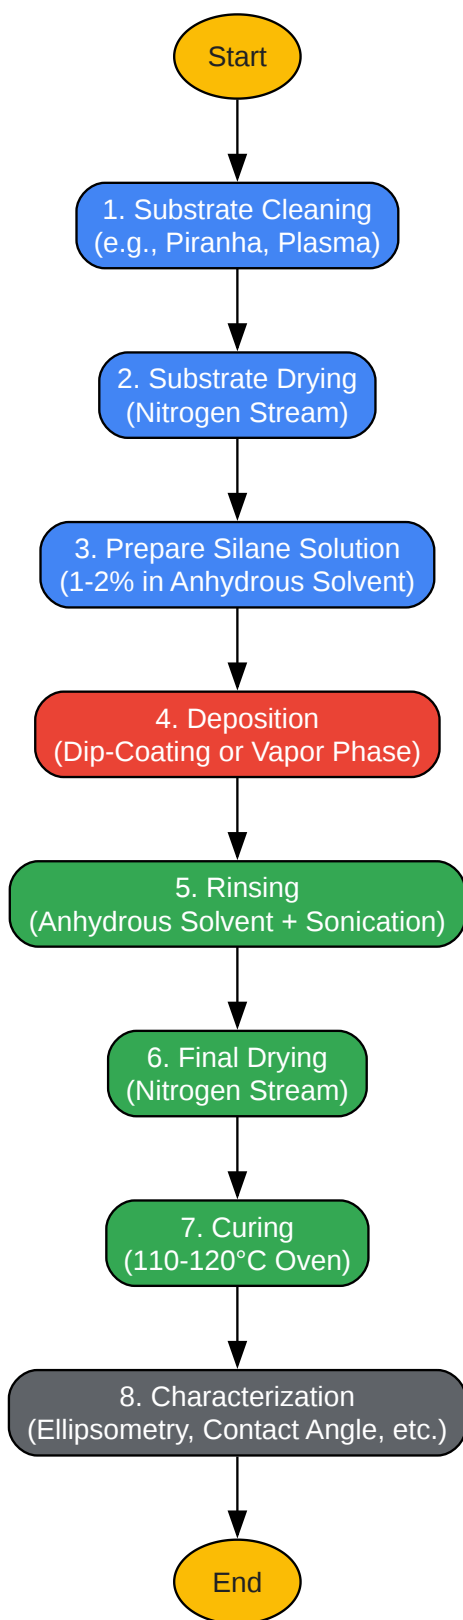 Start
1. Substrate Cleaning
(e.g., Piranha, Plasma)
2. Substrate Drying
(Nitrogen Stream)
3. Prepare Silane Solution
(1-2% in Anhydrous Solvent)
4. Deposition
(Dip-Coating or Vapor Phase)
5. Rinsing
(Anhydrous Solvent + Sonication)
6. Final Drying
(Nitrogen Stream)
7. Curing
(110-120°C Oven)
8. Characterization
(Ellipsometry, Contact Angle, etc.)
End